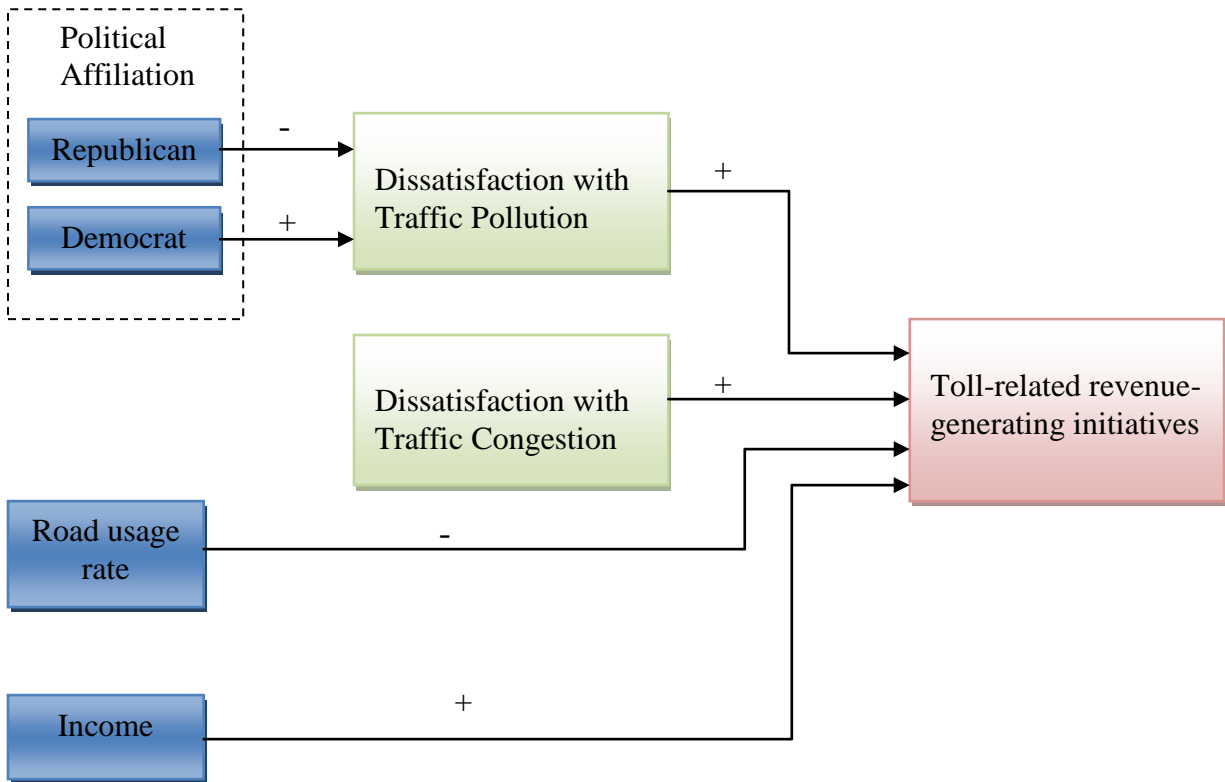 Political
Affiliation
Republican
-
Democrat
+
Dissatisfaction with
Traffic Pollution
+
Dissatisfaction with
Traffic Congestion
+
Toll-related revenue-
generating initiatives
Road usage
rate
-
Income
+